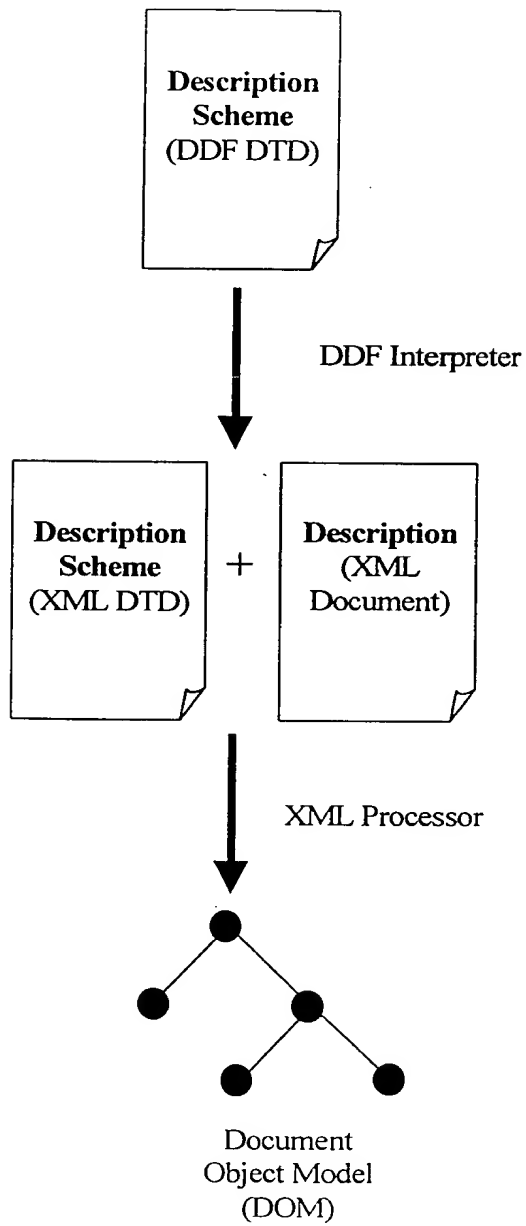 Description
Scheme
(DDF DTD)
DDF Interpreter
Description
Scheme
(XML DTD)
+
Description
(XML
Document)
XML Processor
Document
Object Model
(DOM)